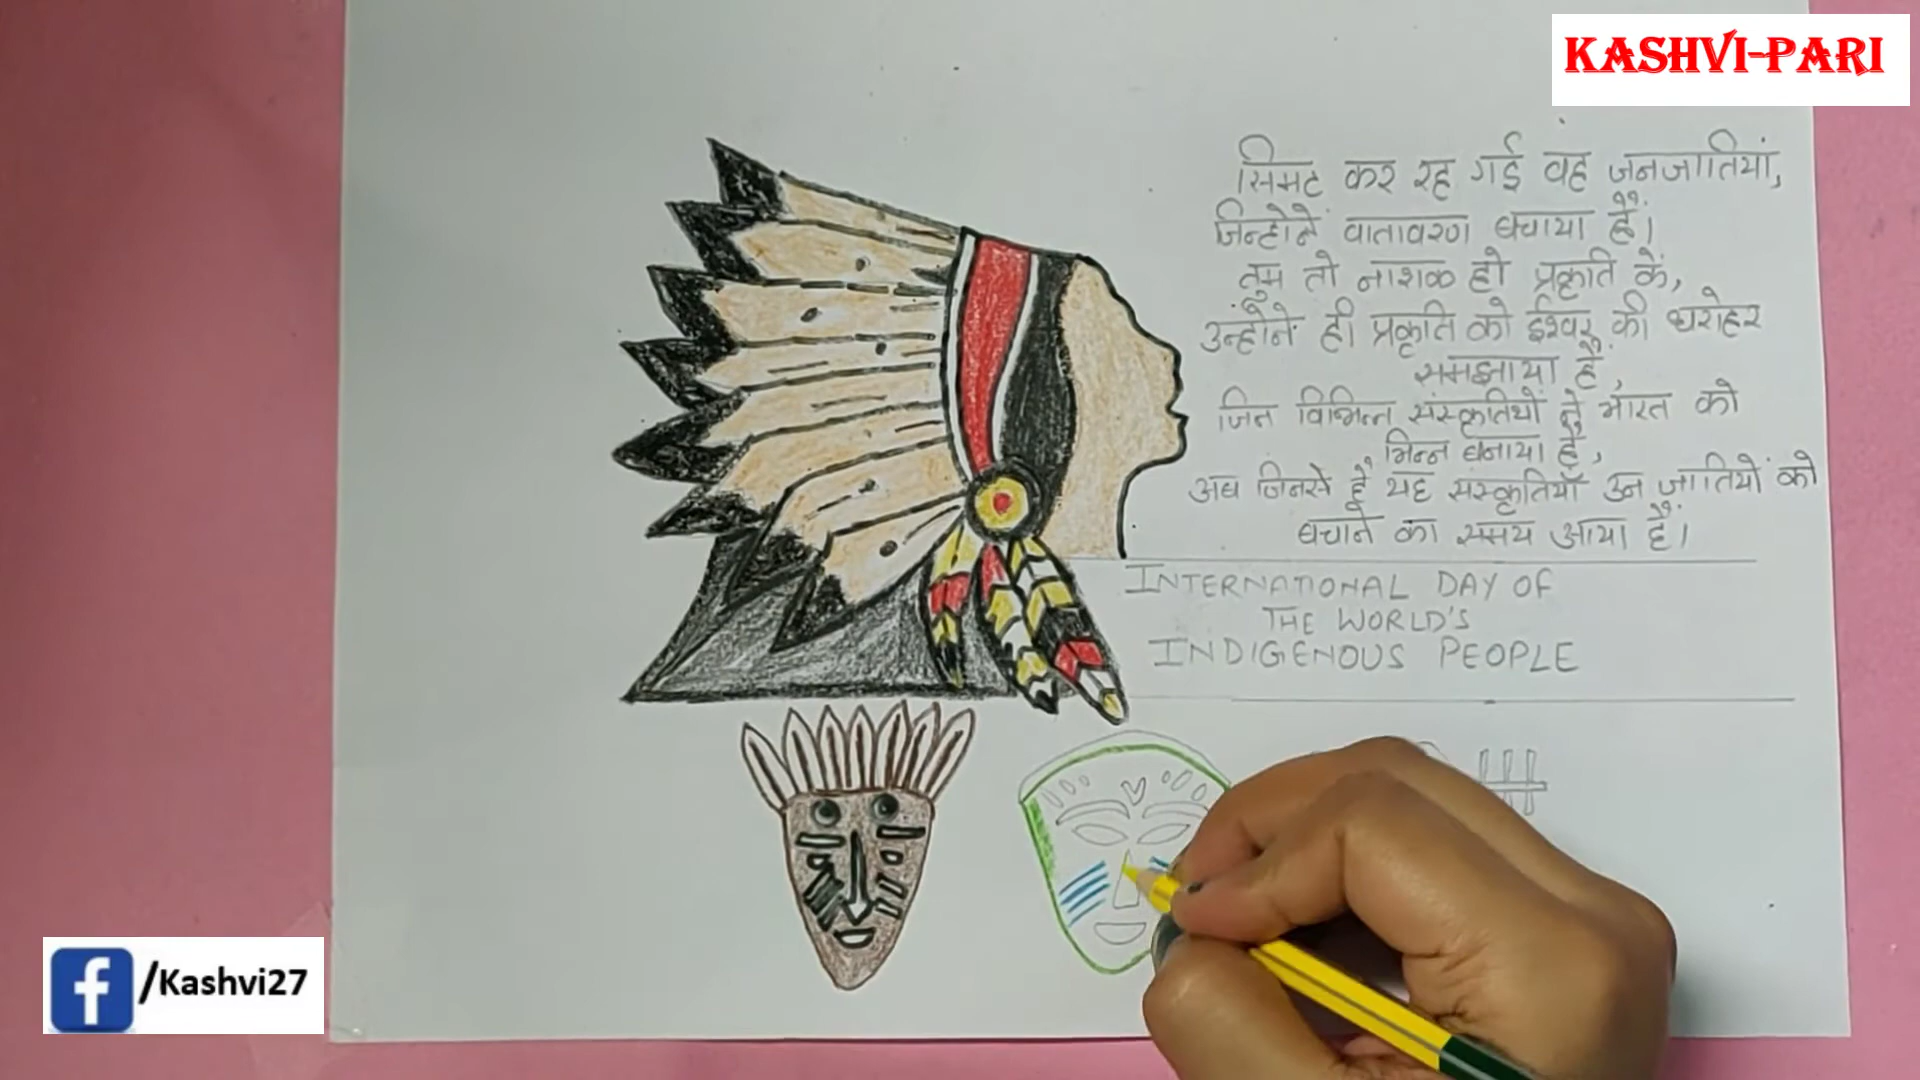 KASHVI-PARI
सिमट कर रह गई वह जनजातियां,
जिन्होनें वातावरण बचाया हैं।
तुम तो नाशक हो प्रकृति के,
उन्होंने ही प्रकृति को ईश्वर की धरोहर
समझाया है,
जिन विभिन्न संस्कृतियों ने भारत को
भिन्न बनाया है,
अब जिनसे है यह संस्कृतियाँ उन जातियों को
बचाने का समय आया हैं।
INTERNATIONAL DAY OF
THE WORLD'S
INDIGENOUS PEOPLE
f/Kashvi27